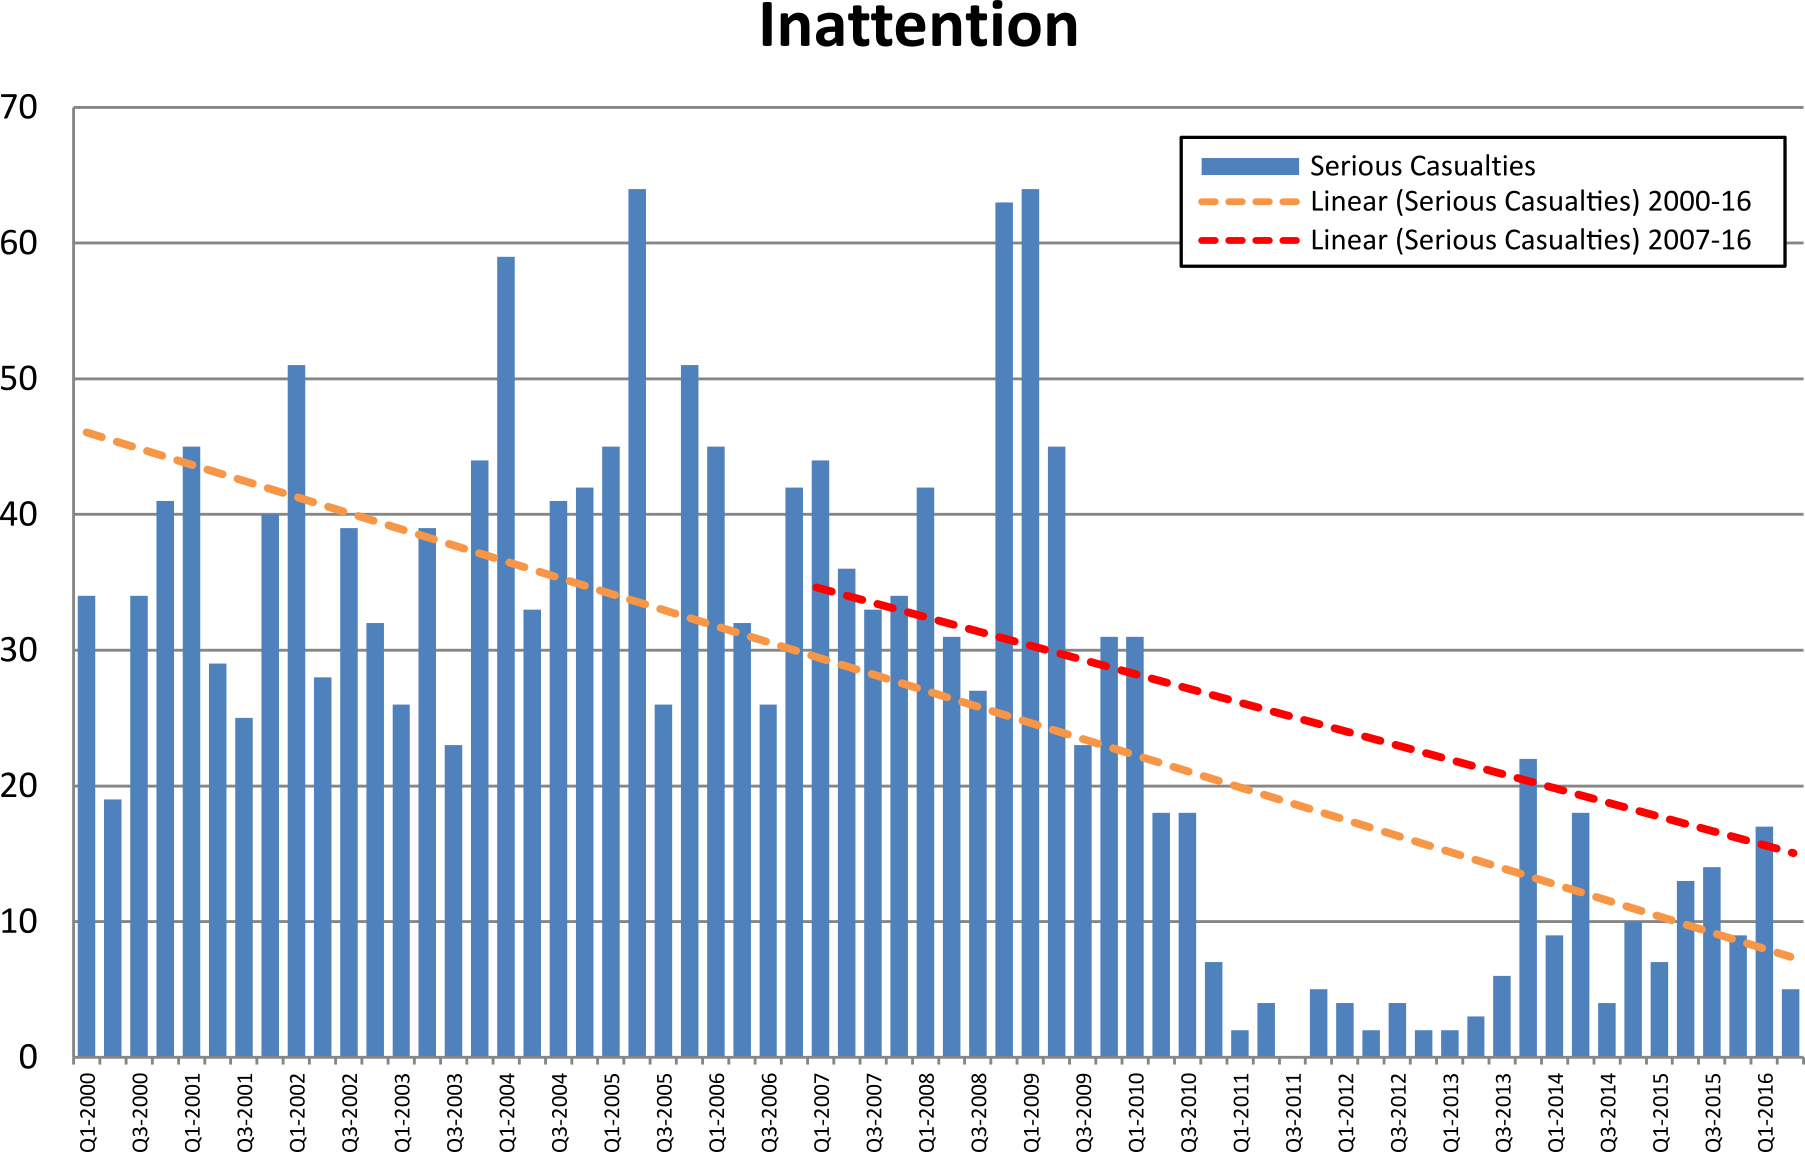 Inattention
70
60
50
40
30
20
10
0
Serious Casualties
Linear (Serious Casualties) 2000-16
Linear (Serious Casualties) 2007-16
Q1-2000
Q3-2000
Q1-2001
Q3-2001
Q1-2002
Q3-2002
Q1-2003
Q3-2003
Q1-2004
Q3-2004
Q1-2005
Q3-2005
Q1-2006
Q3-2006
Q1-2007
Q3-2007
Q1-2008
Q3-2008
Q1-2009
Q3-2009
Q1-2010
Q3-2010
Q1-2011
Q3-2011
Q1-2012
Q3-2012
Q1-2013
Q3-2013
Q1-2014
Q3-2014
Q1-2015
Q3-2015
Q1-2016